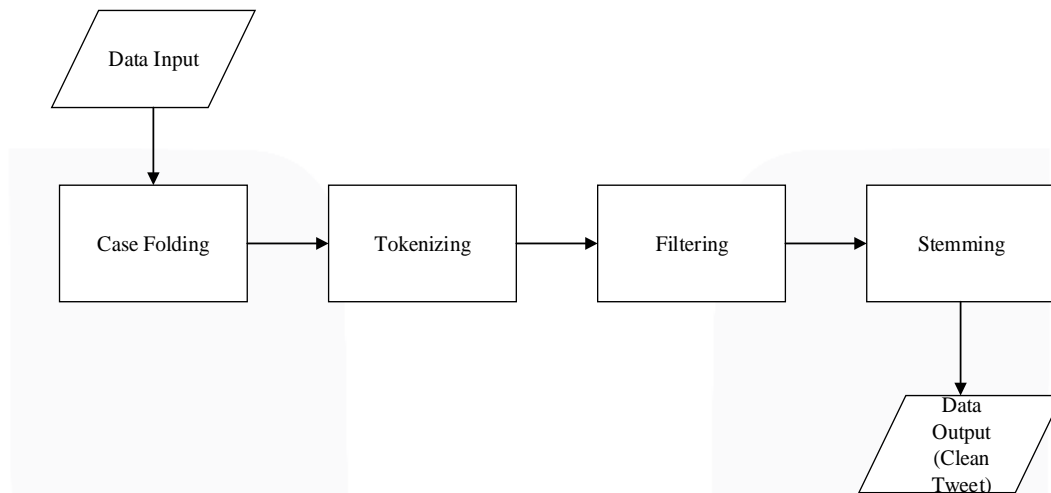 Data Input
Case Folding
Tokenizing
Filtering
Stemming
Data
Output
(Clean
Tweet)